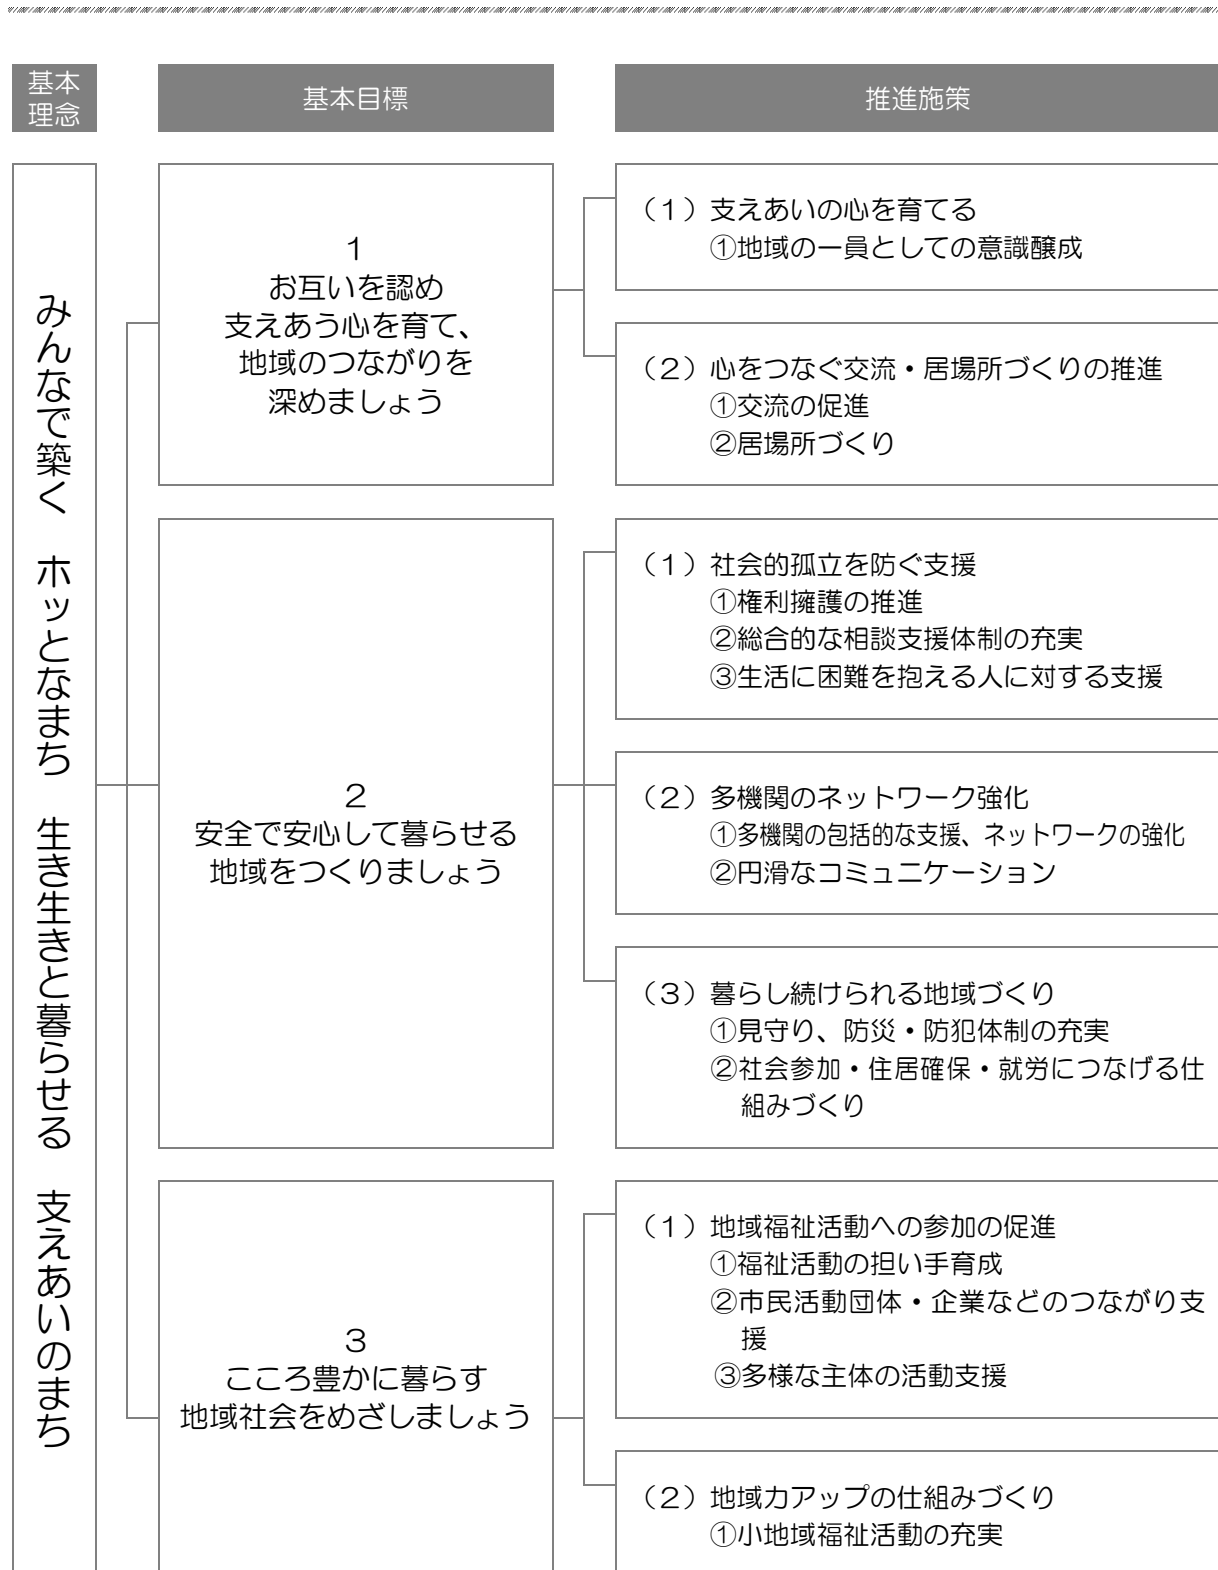 基本
理念
基本目標
推進施策
みんなで築く　ホッとなまち　生き生きと暮らせる　支えあいのまち
１
お互いを認め
支えあう心を育て、
地域のつながりを
深めましょう
（１）支えあいの心を育てる
①地域の一員としての意識醸成
（２）心をつなぐ交流・居場所づくりの推進
①交流の促進
②居場所づくり
２
安全で安心して暮らせる
地域をつくりましょう
（１）社会的孤立を防ぐ支援
①権利擁護の推進
②総合的な相談支援体制の充実
③生活に困難を抱える人に対する支援
（２）多機関のネットワーク強化
①多機関の包括的な支援、ネットワークの強化
②円滑なコミュニケーション
（３）暮らし続けられる地域づくり
①見守り、防災・防犯体制の充実
②社会参加・住居確保・就労につなげる仕
組みづくり
３
こころ豊かに暮らす
地域社会をめざしましょう
（１）地域福祉活動への参加の促進
①福祉活動の担い手育成
②市民活動団体・企業などのつながり支
援
③多様な主体の活動支援
（２）地域力アップの仕組みづくり
①小地域福祉活動の充実